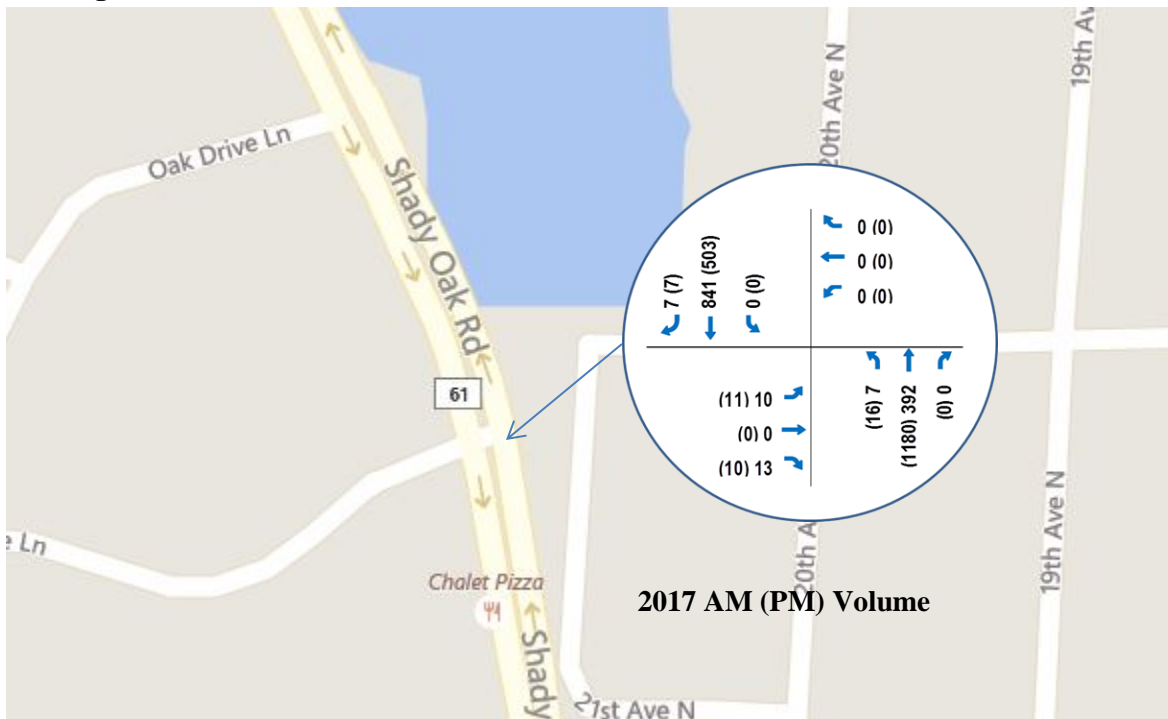 Oak Drive Ln
Shady Oak Rd
20th Ave N
7 (7)
841 (503)
0 (0)
0 (0)
0 (0)
0 (0)
61
(11) 10
(0) 0
(10) 13
(16) 7
(1180) 392
(0) 0
19th Ave N
e Ln
Chalet Pizza
20th A
2017 AM (PM) Volume
Shady
21st Ave N